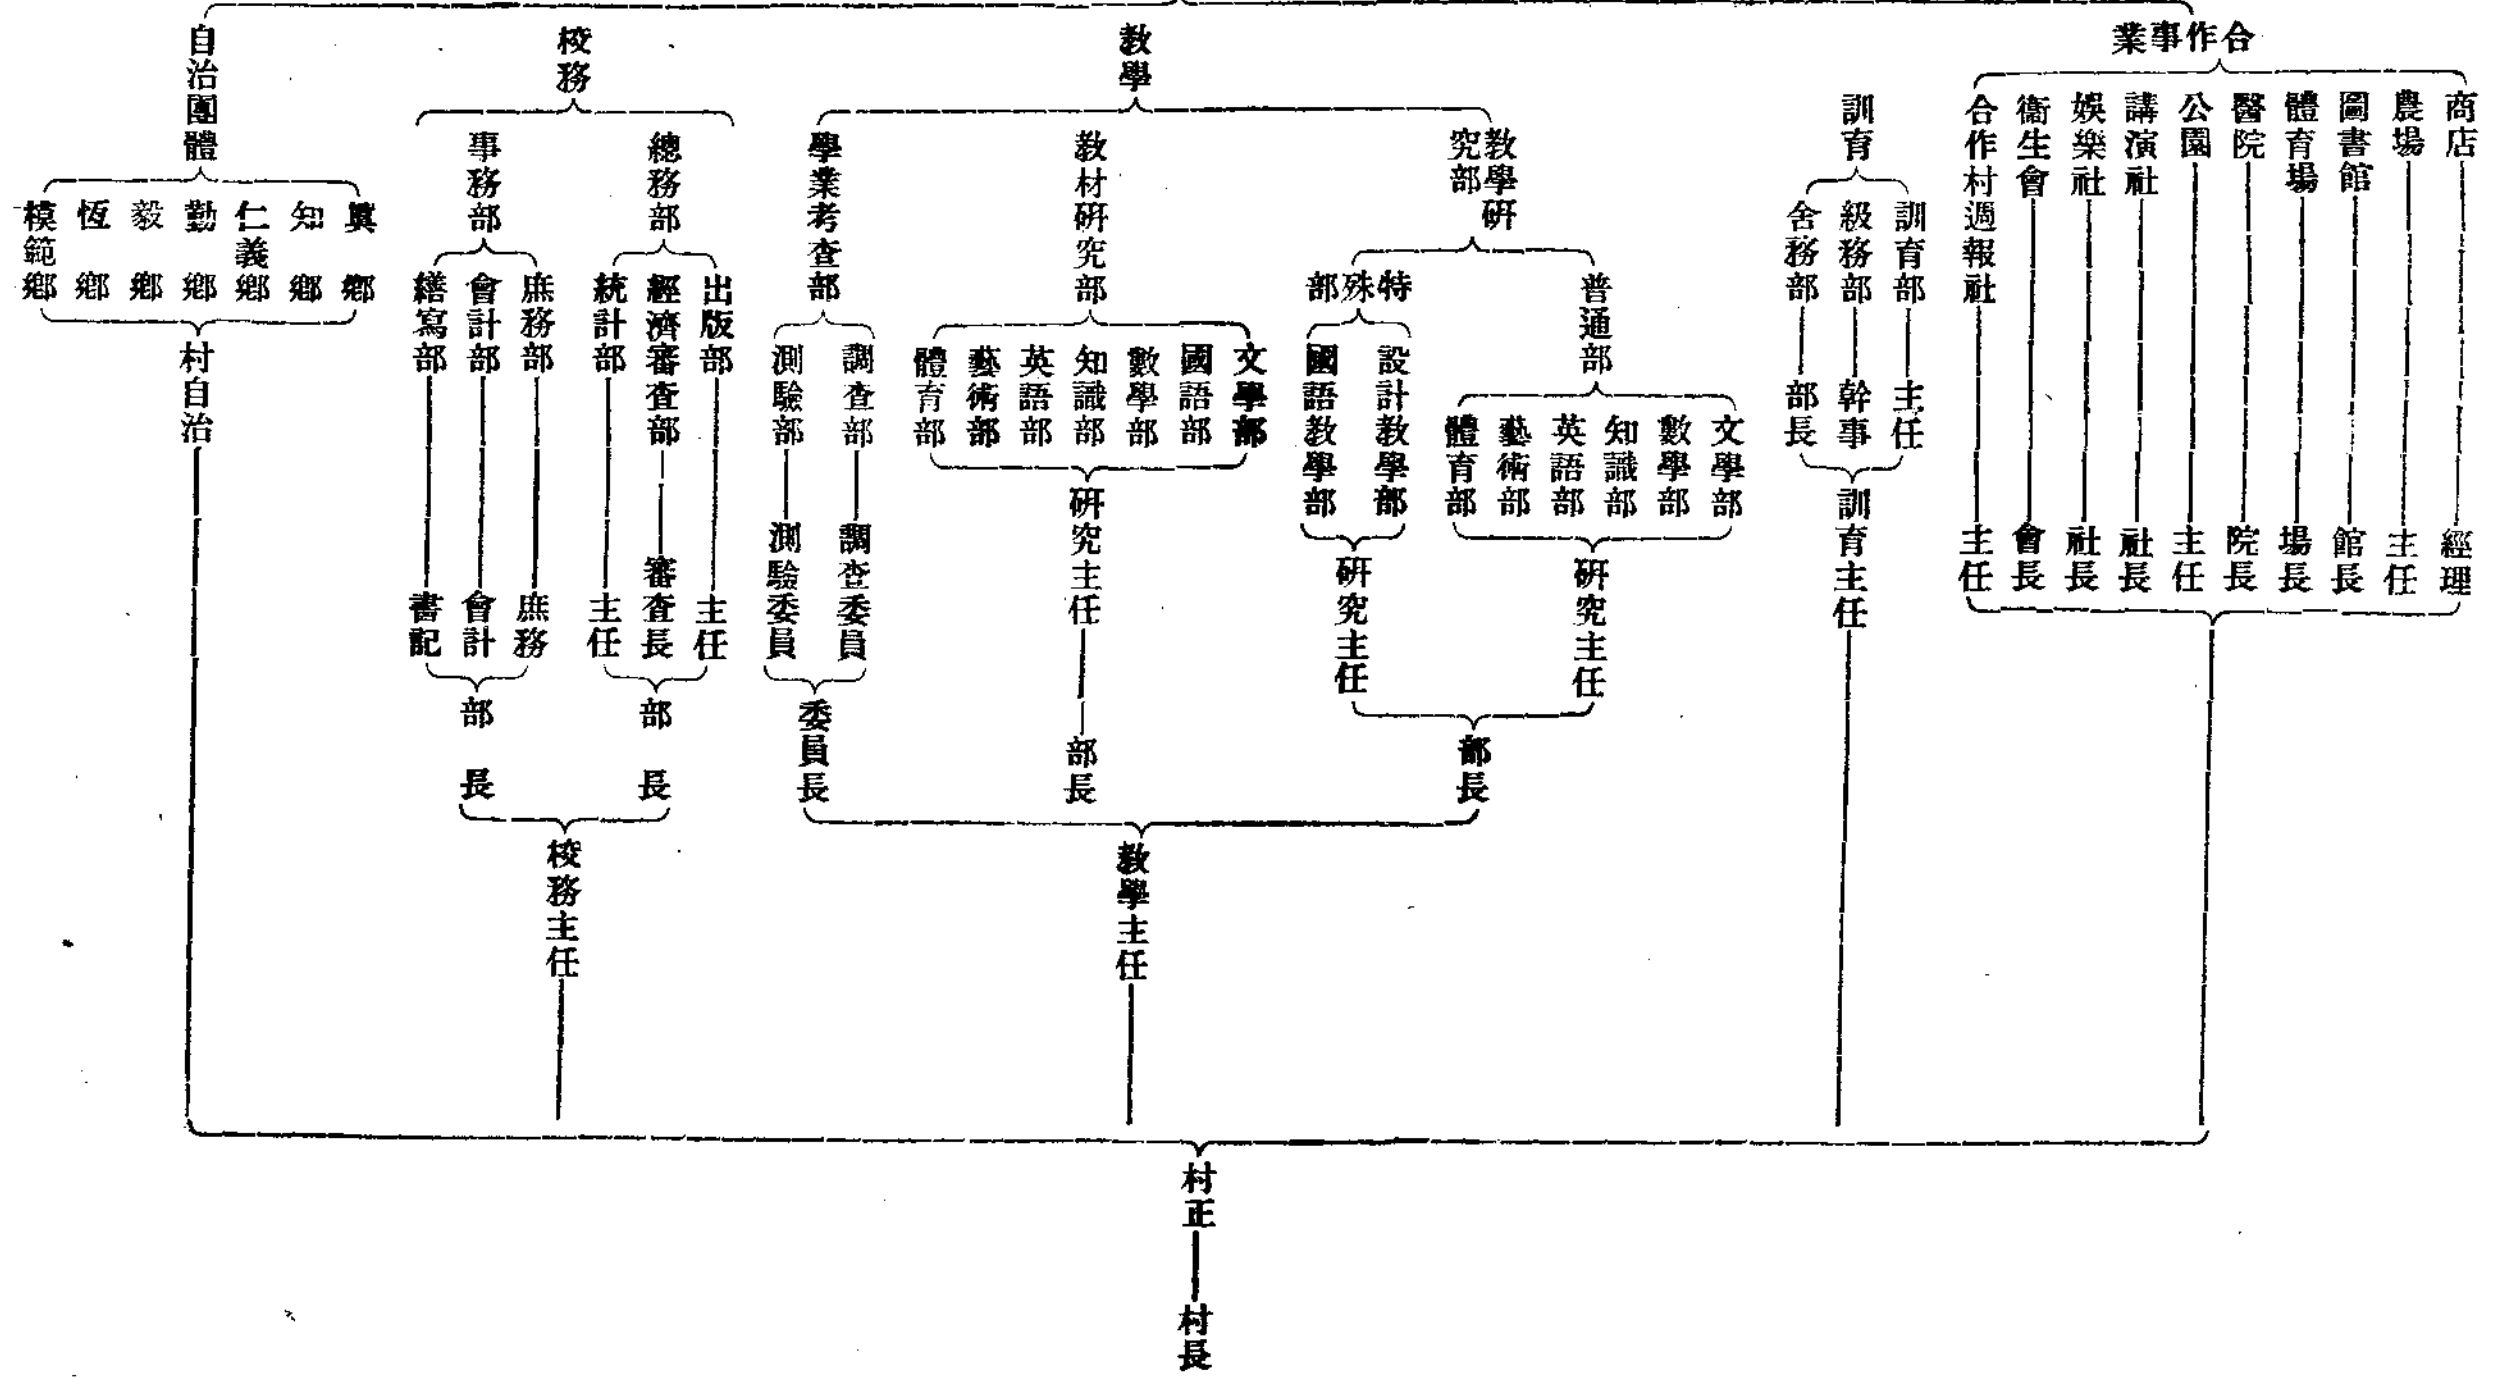 合作事業
商店
農場
圖書館
體育場
醫院
公園
講演社
娛樂社
衞生會
合作村週報社
經理
主任
館長
場長
院長
主任
社長
社長
會長
主任
訓育
訓育部
級務部
舍務部
主任
幹事
部長
訓育主任
教學
教學研
究部
普通部
文學部
數學部
知識部
英語部
藝術部
體育部
研究主任
特殊部
設計教學部
國語教學部
研究主任
部長
教材研究部
文學部
國語部
數學部
知識部
英語部
藝術部
體育部
研究主任
部長
學業考查部
調查部
測驗部
調查委員
測驗委員
委員長
教學主任
校務
總務部
出版部
經濟審查部
統計部
主任
審查長
主任
部長
事務部
庶務部
會計部
繕寫部
庶務
會計
書記
部長
校務主任
自治團體
眞鄉
知鄉
仁義鄉
勤鄉
毅鄉
恆鄉
模範鄉
村自治
村正
村長